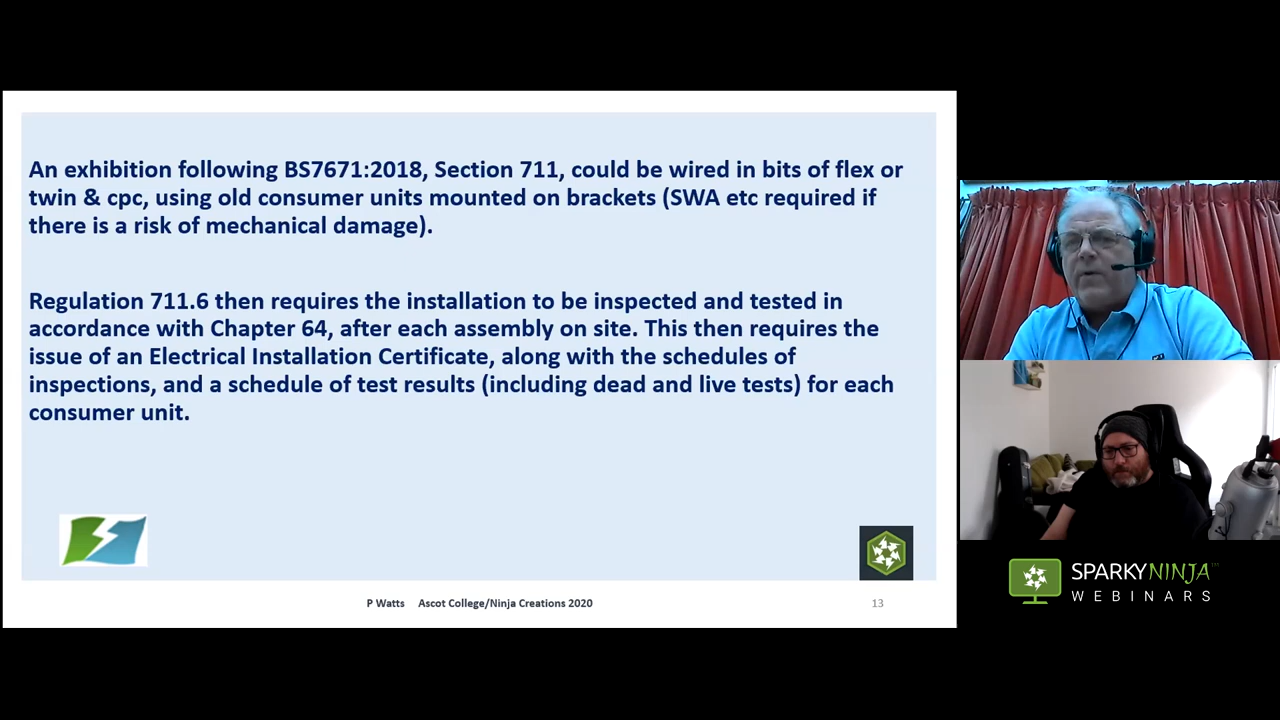 An exhibition following BS7671:2018, Section 711, could be wired in bits of flex or
twin & cpc, using old consumer units mounted on brackets (SWA etc required if
there is a risk of mechanical damage).
Regulation 711.6 then requires the installation to be inspected and tested in
accordance with Chapter 64, after each assembly on site. This then requires the
issue of an Electrical Installation Certificate, along with the schedules of
inspections, and a schedule of test results (including dead and live tests) for each
consumer unit.
P Watts Ascot College/Ninja Creations 2020
13
SPARKYNINJA™
WEBINARS